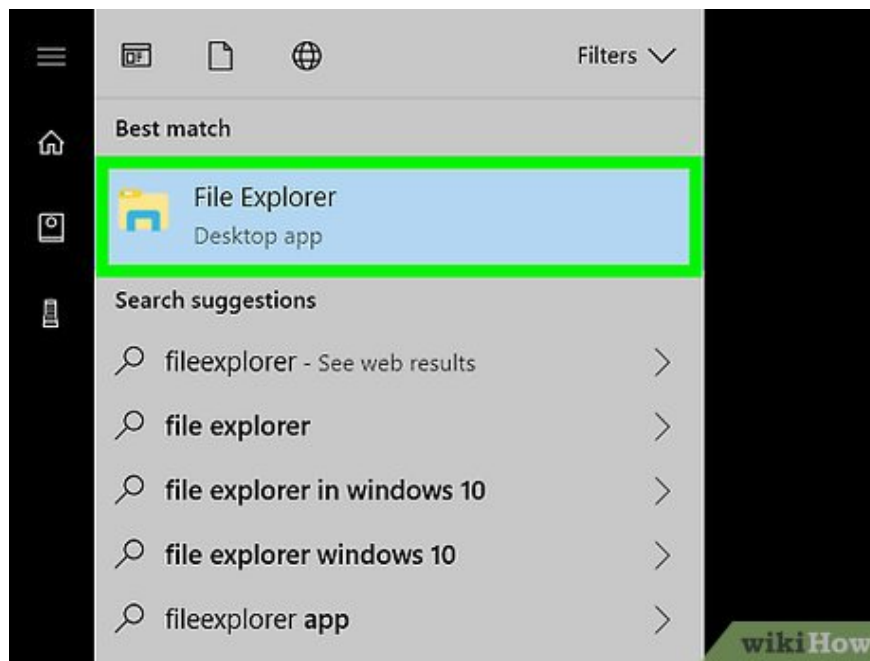 Filters
Best match
File Explorer
Desktop app
Search suggestions
fileexplorer - See web results
file explorer
file explorer in windows 10
file explorer windows 10
fileexplorer app
wikiHow